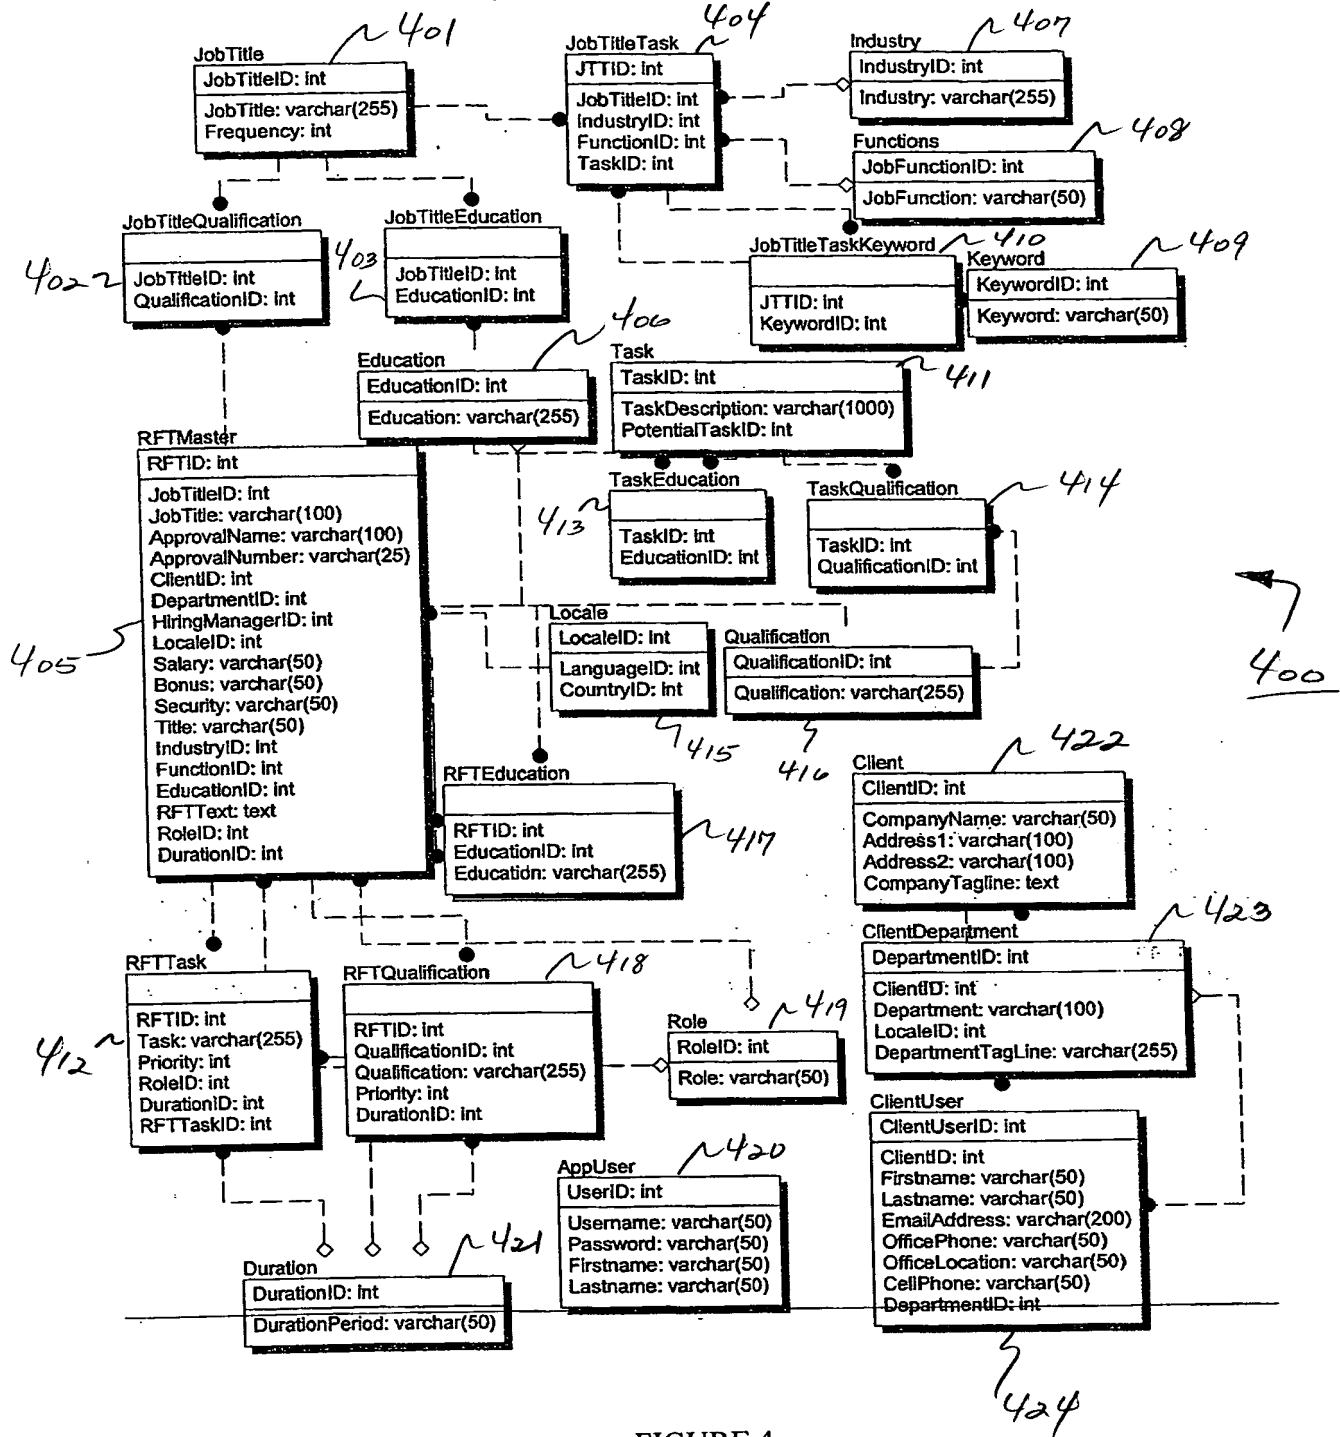 401
JobTitle
JobTitleID: int
JobTitle: varchar(255)
Frequency: int
404
JobTitleTask
JTTID: int
JobTitleID: int
IndustryID: int
FunctionID: int
TaskID: int
407
Industry
IndustryID: int
Industry: varchar(255)
408
Functions
JobFunctionID: int
JobFunction: varchar(50)
402
JobTitleQualification
JobTitleID: int
QualificationID: int
403
JobTitleEducation
JobTitleID: int
EducationID: int
410
JobTitleTaskKeyword
JTTID: int
KeywordID: int
409
Keyword
KeywordID: int
Keyword: varchar(50)
406
Education
EducationID: int
Education: varchar(255)
411
Task
TaskID: int
TaskDescription: varchar(1000)
PotentialTaskID: int
405
RFTMaster
RFTID: int
JobTitleID: int
JobTitle: varchar(100)
ApprovalName: varchar(100)
ApprovalNumber: varchar(25)
ClientID: int
DepartmentID: int
HiringManagerID: int
LocaleID: int
Salary: varchar(50)
Bonus: varchar(50)
Security: varchar(50)
Title: varchar(50)
IndustryID: int
FunctionID: int
EducationID: int
RFTText: text
RoleID: int
DurationID: int
413
TaskEducation
TaskID: int
EducationID: int
414
TaskQualification
TaskID: int
QualificationID: int
400
Locale
LocaleID: int
LanguageID: int
CountryID: int
415
Qualification
QualificationID: int
Qualification: varchar(255)
416
RFTEducation
RFTID: int
EducationID: int
Education: varchar(255)
417
422
Client
ClientID: int
CompanyName: varchar(50)
Address1: varchar(100)
Address2: varchar(100)
CompanyTagline: text
423
ClientDepartment
DepartmentID: int
ClientID: int
Department: varchar(100)
LocaleID: int
DepartmentTagLine: varchar(255)
412
RFTTask
RFTID: int
Task: varchar(255)
Priority: int
RoleID: int
DurationID: int
RFTTaskID: int
418
RFTQualification
RFTID: int
QualificationID: int
Qualification: varchar(255)
Priority: int
DurationID: int
419
Role
RoleID: int
Role: varchar(50)
420
AppUser
UserID: int
Username: varchar(50)
Password: varchar(50)
Firstname: varchar(50)
Lastname: varchar(50)
ClientUser
ClientUserID: int
ClientID: int
Firstname: varchar(50)
Lastname: varchar(50)
EmailAddress: varchar(200)
OfficePhone: varchar(50)
OfficeLocation: varchar(50)
CellPhone: varchar(50)
DepartmentID: int
424
421
Duration
DurationID: int
DurationPeriod: varchar(50)
FIGURE 4